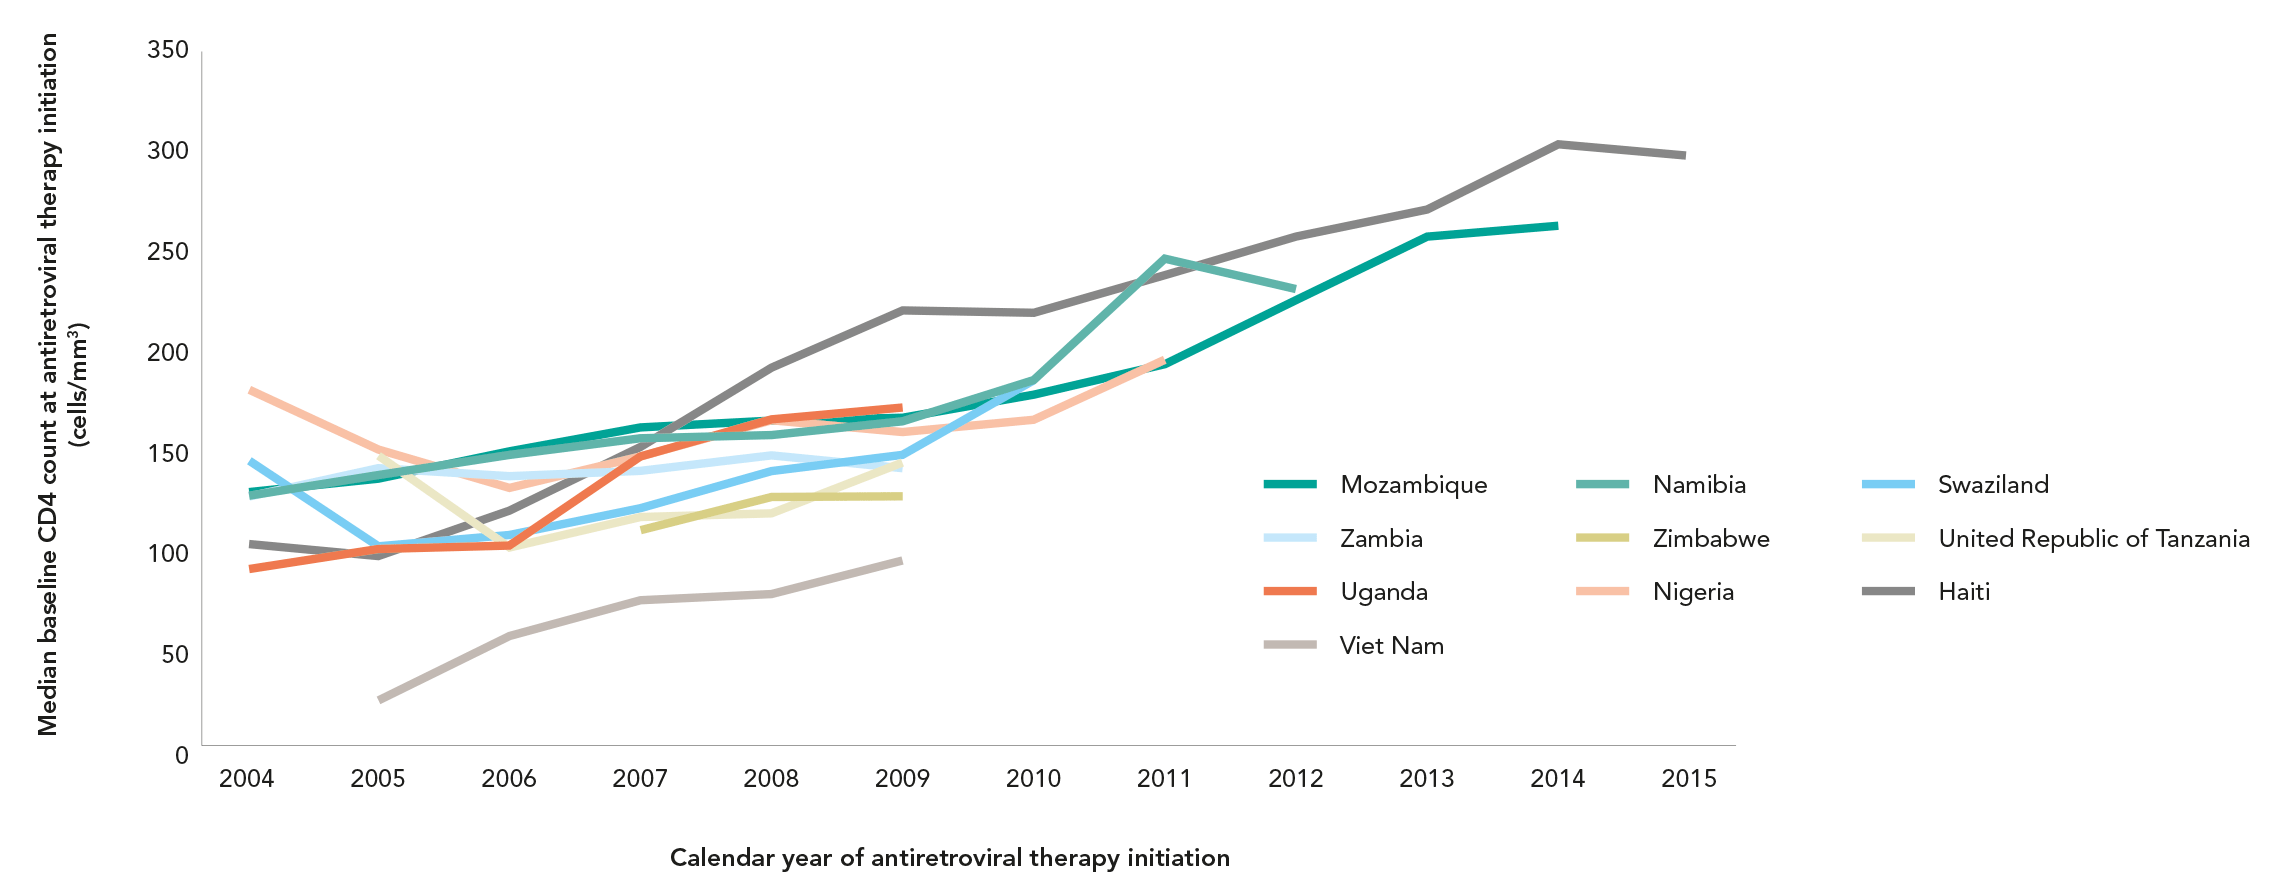 Median baseline CD4 count at antiretroviral therapy initiation
(cells/mm³)
350
300
250
200
150
100
50
0
2004 2005 2006 2007 2008 2009 2010 2011 2012 2013 2014 2015
Calendar year of antiretroviral therapy initiation
Mozambique Namibia Swaziland
Zambia Zimbabwe United Republic of Tanzania
Uganda Nigeria Haiti
Viet Nam